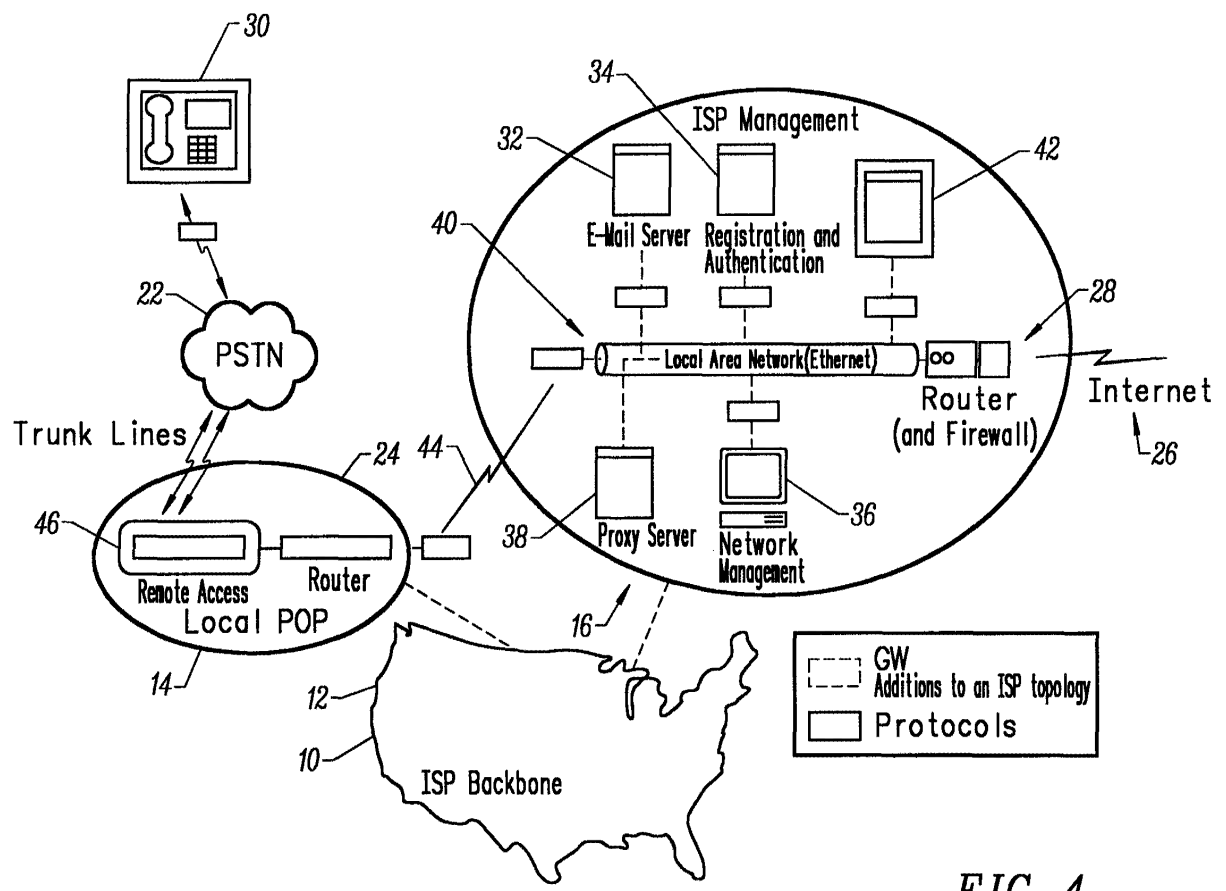 30
34
ISP Management
32
42
40
E-Mail Server
Registration and
Authentication
22
28
PSTN
Local Area Network(Ethernet)
Internet
Router
(and Firewall)
Trunk Lines
24
44
26
46
38
Proxy Server
36
Network
Management
Remote Access
Router
Local POP
16
14
12
10
ISP Backbone
GW
Additions to an ISP topology
Protocols
FIG. 4